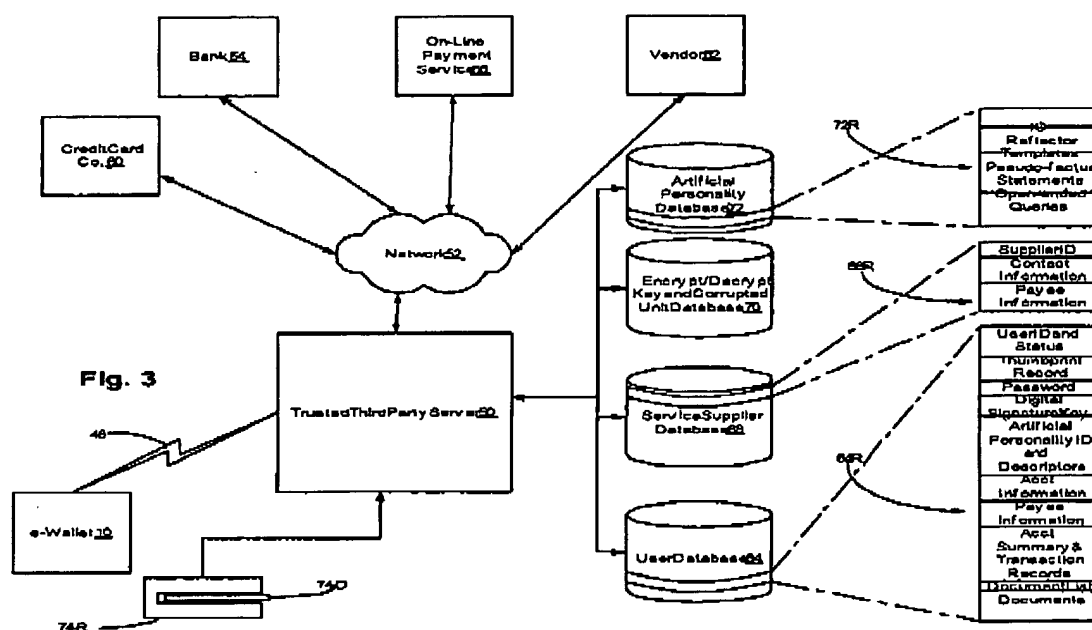 Bank 54
On-Line
Payment
Service
Vendor
Credit Card
Co. 60
Network 52
Fig. 3
46
Trusted Third Party Server
e-Wallet 10
74D
74R
Artificial
Personality
Database 72
Encrypt/Decrypt
Key and Corrupted
Unit Database 70
Service Supplier
Database 68
User Database 64
72R
68R
64R
ID
Reflector
Templates
Pseudo-factual
Statements
Open-ended
Queries
Supplier ID
Contact
Information
Payee
Information
User ID and
Status
Thumbprint
Record
Password
Digital
Signature Key
Artificial
Personality ID
and
Descriptors
Acct
Information
Payee
Information
Acct
Summary &
Transaction
Records
Documents